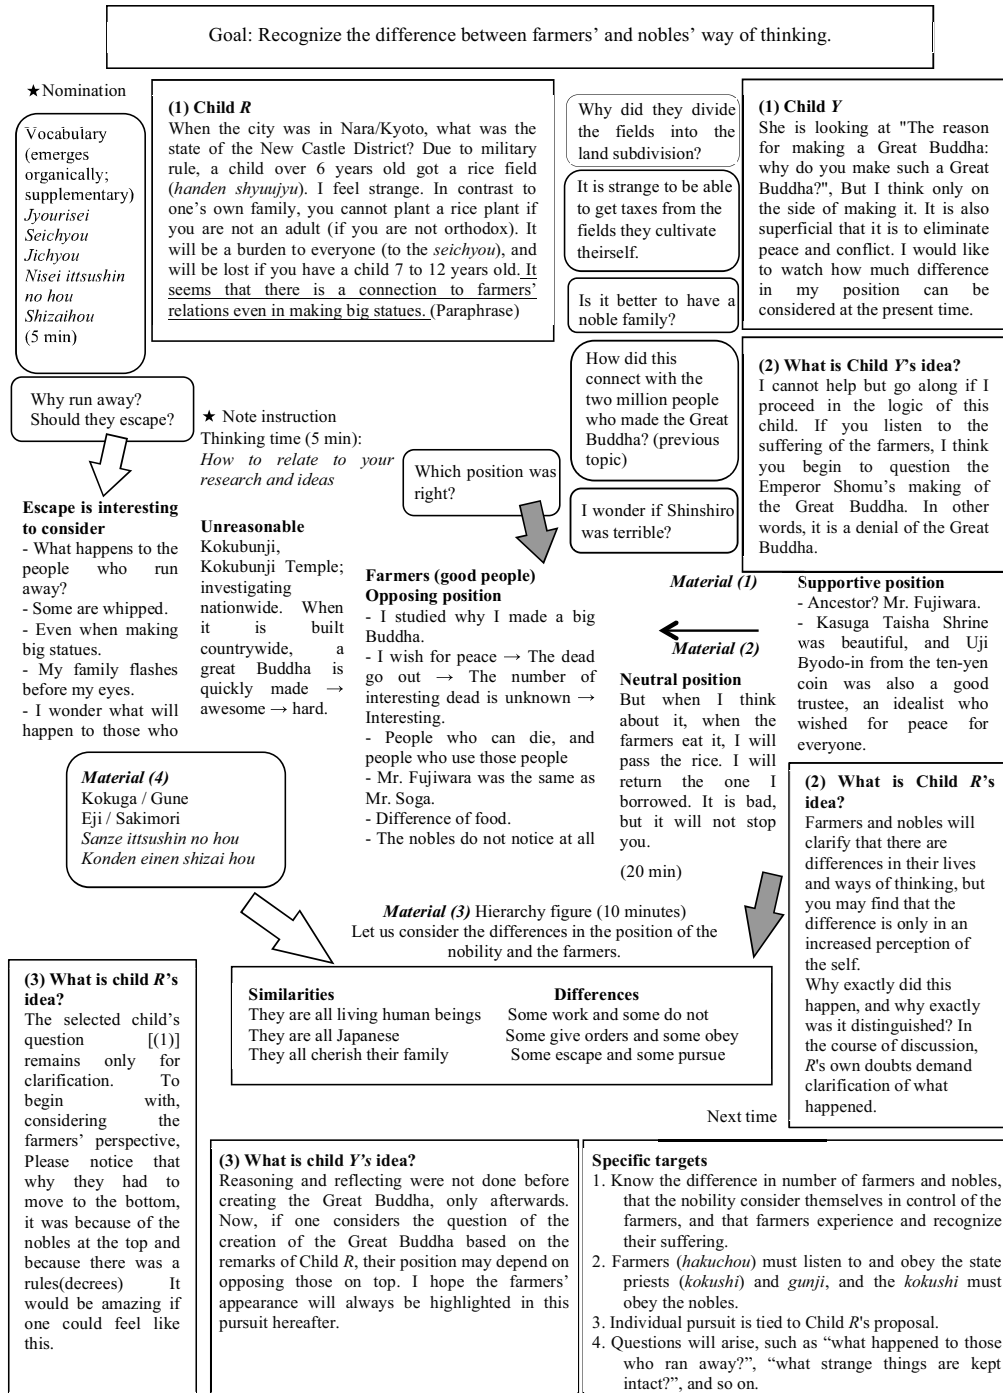 Goal: Recognize the difference between farmers’ and nobles’ way of thinking.
★Nomination
Vocabulary
(emerges
organically;
supplementary)
Jyourisei
Seichyou
Jichyou
Nisei ittsushin
no hou
Shizaihou
(5 min)
(1) Child R
When the city was in Nara/Kyoto, what was the
state of the New Castle District? Due to military
rule, a child over 6 years old got a rice field
(handen shyuujyu). I feel strange. In contrast to
one’s own family, you cannot plant a rice plant if
you are not an adult (if you are not orthodox). It
will be a burden to everyone (to the seichyou), and
will be lost if you have a child 7 to 12 years old. It
seems that there is a connection to farmers’
relations even in making big statues. (Paraphrase)
Why did they divide
the fields into the
land subdivision?
It is strange to be able
to get taxes from the
fields they cultivate
theirself.
Is it better to have a
noble family?
How did this
connect with the
two million people
who made the Great
Buddha? (previous
topic)
I wonder if Shinshiro
was terrible?
(1) Child Y
She is looking at "The reason
for making a Great Buddha:
why do you make such a Great
Buddha?", But I think only on
the side of making it. It is also
superficial that it is to eliminate
peace and conflict. I would like
to watch how much difference
in my position can be
considered at the present time.
(2) What is Child Y’s idea?
I cannot help but go along if I
proceed in the logic of this
child. If you listen to the
suffering of the farmers, I think
you begin to question the
Emperor Shomu’s making of
the Great Buddha. In other
words, it is a denial of the Great
Buddha.
Why run away?
Should they escape?
★ Note instruction
Thinking time (5 min):
How to relate to your
research and ideas
Which position was
right?
Escape is interesting
to consider
- What happens to the
people who run
away?
- Some are whipped.
- Even when making
big statues.
- My family flashes
before my eyes.
- I wonder what will
happen to those who
Unreasonable
Kokubunji,
Kokubunji Temple;
investigating
nationwide. When
it is built
countrywide, a
great Buddha is
quickly made →
awesome → hard.
Farmers (good people)
Opposing position
- I studied why I made a big
Buddha.
- I wish for peace → The dead
go out → The number of
interesting dead is unknown →
Interesting.
- People who can die, and
people who use those people
- Mr. Fujiwara was the same as
Mr. Soga.
- Difference of food.
- The nobles do not notice at all
Material (1)
Material (2)
Neutral position
But when I think
about it, when the
farmers eat it, I will
pass the rice. I will
return the one I
borrowed. It is bad,
but it will not stop
you.
(20 min)
Supportive position
- Ancestor? Mr. Fujiwara.
- Kasuga Taisha Shrine
was beautiful, and Uji
Byodo-in from the ten-yen
coin was also a good
trustee, an idealist who
wished for peace for
everyone.
Material (4)
Kokuga / Gune
Eji / Sakimori
Sanze ittsushin no hou
Konden einen shizai hou
(2) What is Child R’s
idea?
Farmers and nobles will
clarify that there are
differences in their lives
and ways of thinking, but
you may find that the
difference is only in an
increased perception of
the self.
Why exactly did this
happen, and why exactly
was it distinguished? In
the course of discussion,
R's own doubts demand
clarification of what
happened.
Material (3) Hierarchy figure (10 minutes)
Let us consider the differences in the position of the
nobility and the farmers.
Similarities Differences
They are all living human beings Some work and some do not
They are all Japanese Some give orders and some obey
They all cherish their family Some escape and some pursue
Next time
(3) What is child R’s
idea?
The selected child’s
question [(1)]
remains only for
clarification. To
begin with,
considering the
farmers’ perspective,
Please notice that
why they had to
move to the bottom,
it was because of the
nobles at the top and
because there was a
rules(decrees) It
would be amazing if
one could feel like
this.
(3) What is child Y’s idea?
Reasoning and reflecting were not done before
creating the Great Buddha, only afterwards.
Now, if one considers the question of the
creation of the Great Buddha based on the
remarks of Child R, their position may depend on
opposing those on top. I hope the farmers’
appearance will always be highlighted in this
pursuit hereafter.
Specific targets
1. Know the difference in number of farmers and nobles,
that the nobility consider themselves in control of the
farmers, and that farmers experience and recognize
their suffering.
2. Farmers (hakuchou) must listen to and obey the state
priests (kokushi) and gunji, and the kokushi must
obey the nobles.
3. Individual pursuit is tied to Child R's proposal.
4. Questions will arise, such as “what happened to those
who ran away?”, “what strange things are kept
intact?”, and so on.